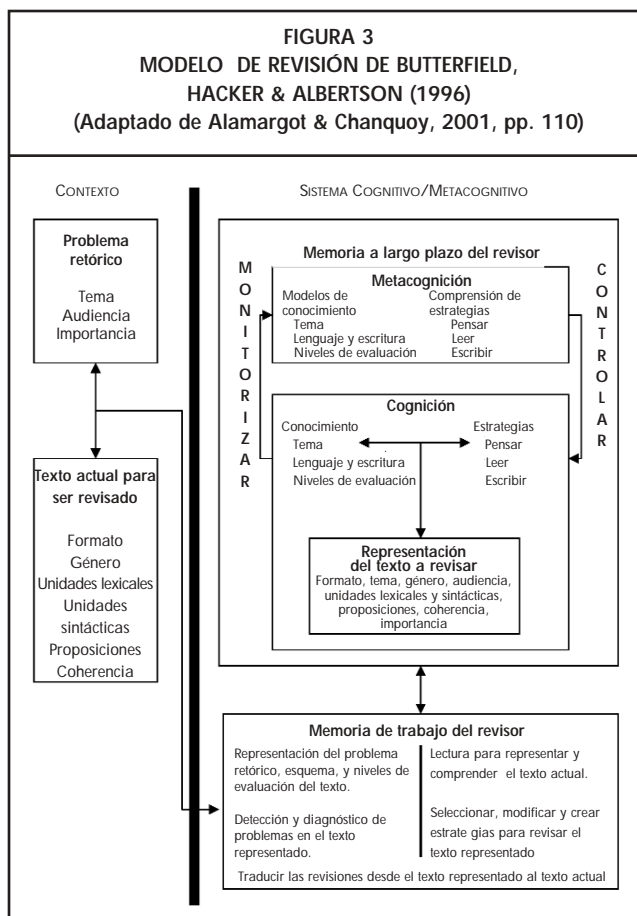 FIGURA 3
MODELO DE REVISIÓN DE BUTTERFIELD,
HACKER & ALBERTSON (1996)
(Adaptado de Alamargot & Chanquoy, 2001, pp. 110)
CONTEXTO
Problema
retórico
Tema
Audiencia
Importancia
Texto actual para
ser revisado
Formato
Género
Unidades lexicales
Unidades
sintácticas
Proposiciones
Coherencia
SISTEMA COGNITIVO/METACOGNITIVO
MONITORIZAR
Memoria a largo plazo del revisor
Metacognición
Modelos de
conocimiento
Tema
Lenguaje y escritura
Niveles de evaluación
Comprensión de
estrategias
Pensar
Leer
Escribir
CONTROLAR
Cognición
Conocimiento
Tema
Lenguaje y escritura
Niveles de evaluación
Estrategias
Pensar
Leer
Escribir
Representación
del texto a revisar
Formato, tema, género, audiencia,
unidades lexicales y sintácticas,
proposiciones, coherencia,
importancia
Memoria de trabajo del revisor
Representación del problema
retórico, esquema, y niveles de
evaluación del texto.
Detección y diagnóstico de
problemas en el texto
representado.
Lectura para representar y
comprender el texto actual.
Seleccionar, modificar y crear
estrate gias para revisar el
texto representado
Traducir las revisiones desde el texto representado al texto actual